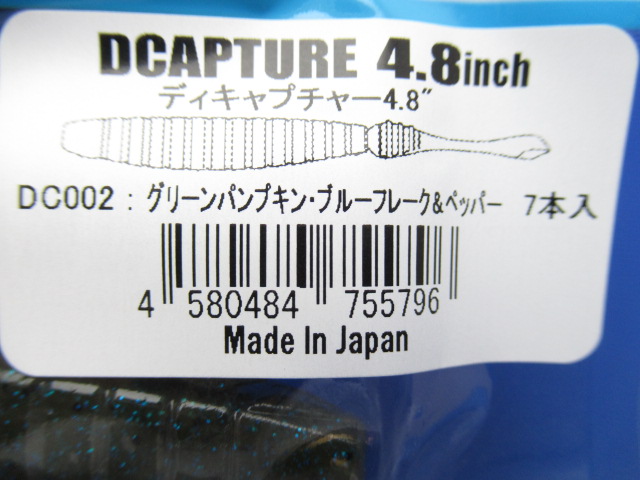 DCAPTURE 4.8inch
ディキャプチャー4.8"
DC002：グリーンパンプキン・ブルーフレーク&ペッパー 7本入
4 580484 755796
Made In Japan